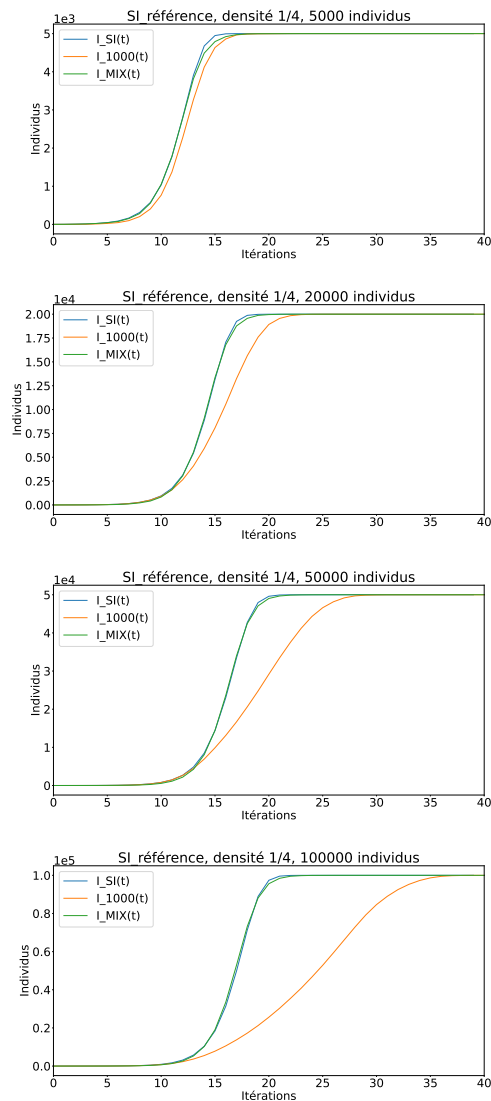 SI_référence, densité 1/4, 5000 individus
1e3
5
4
3
2
1
0
Individus
I_SI(t)
I_1000(t)
I_MIX(t)
0 5 10 15 20 25 30 35 40
Itérations
SI_référence, densité 1/4, 20000 individus
1e4
2.00
1.75
1.50
1.25
1.00
0.75
0.50
0.25
0.00
Individus
I_SI(t)
I_1000(t)
I_MIX(t)
0 5 10 15 20 25 30 35 40
Itérations
SI_référence, densité 1/4, 50000 individus
1e4
5
4
3
2
1
0
Individus
I_SI(t)
I_1000(t)
I_MIX(t)
0 5 10 15 20 25 30 35 40
Itérations
SI_référence, densité 1/4, 100000 individus
1e5
1.0
0.8
0.6
0.4
0.2
0.0
Individus
I_SI(t)
I_1000(t)
I_MIX(t)
0 5 10 15 20 25 30 35 40
Itérations